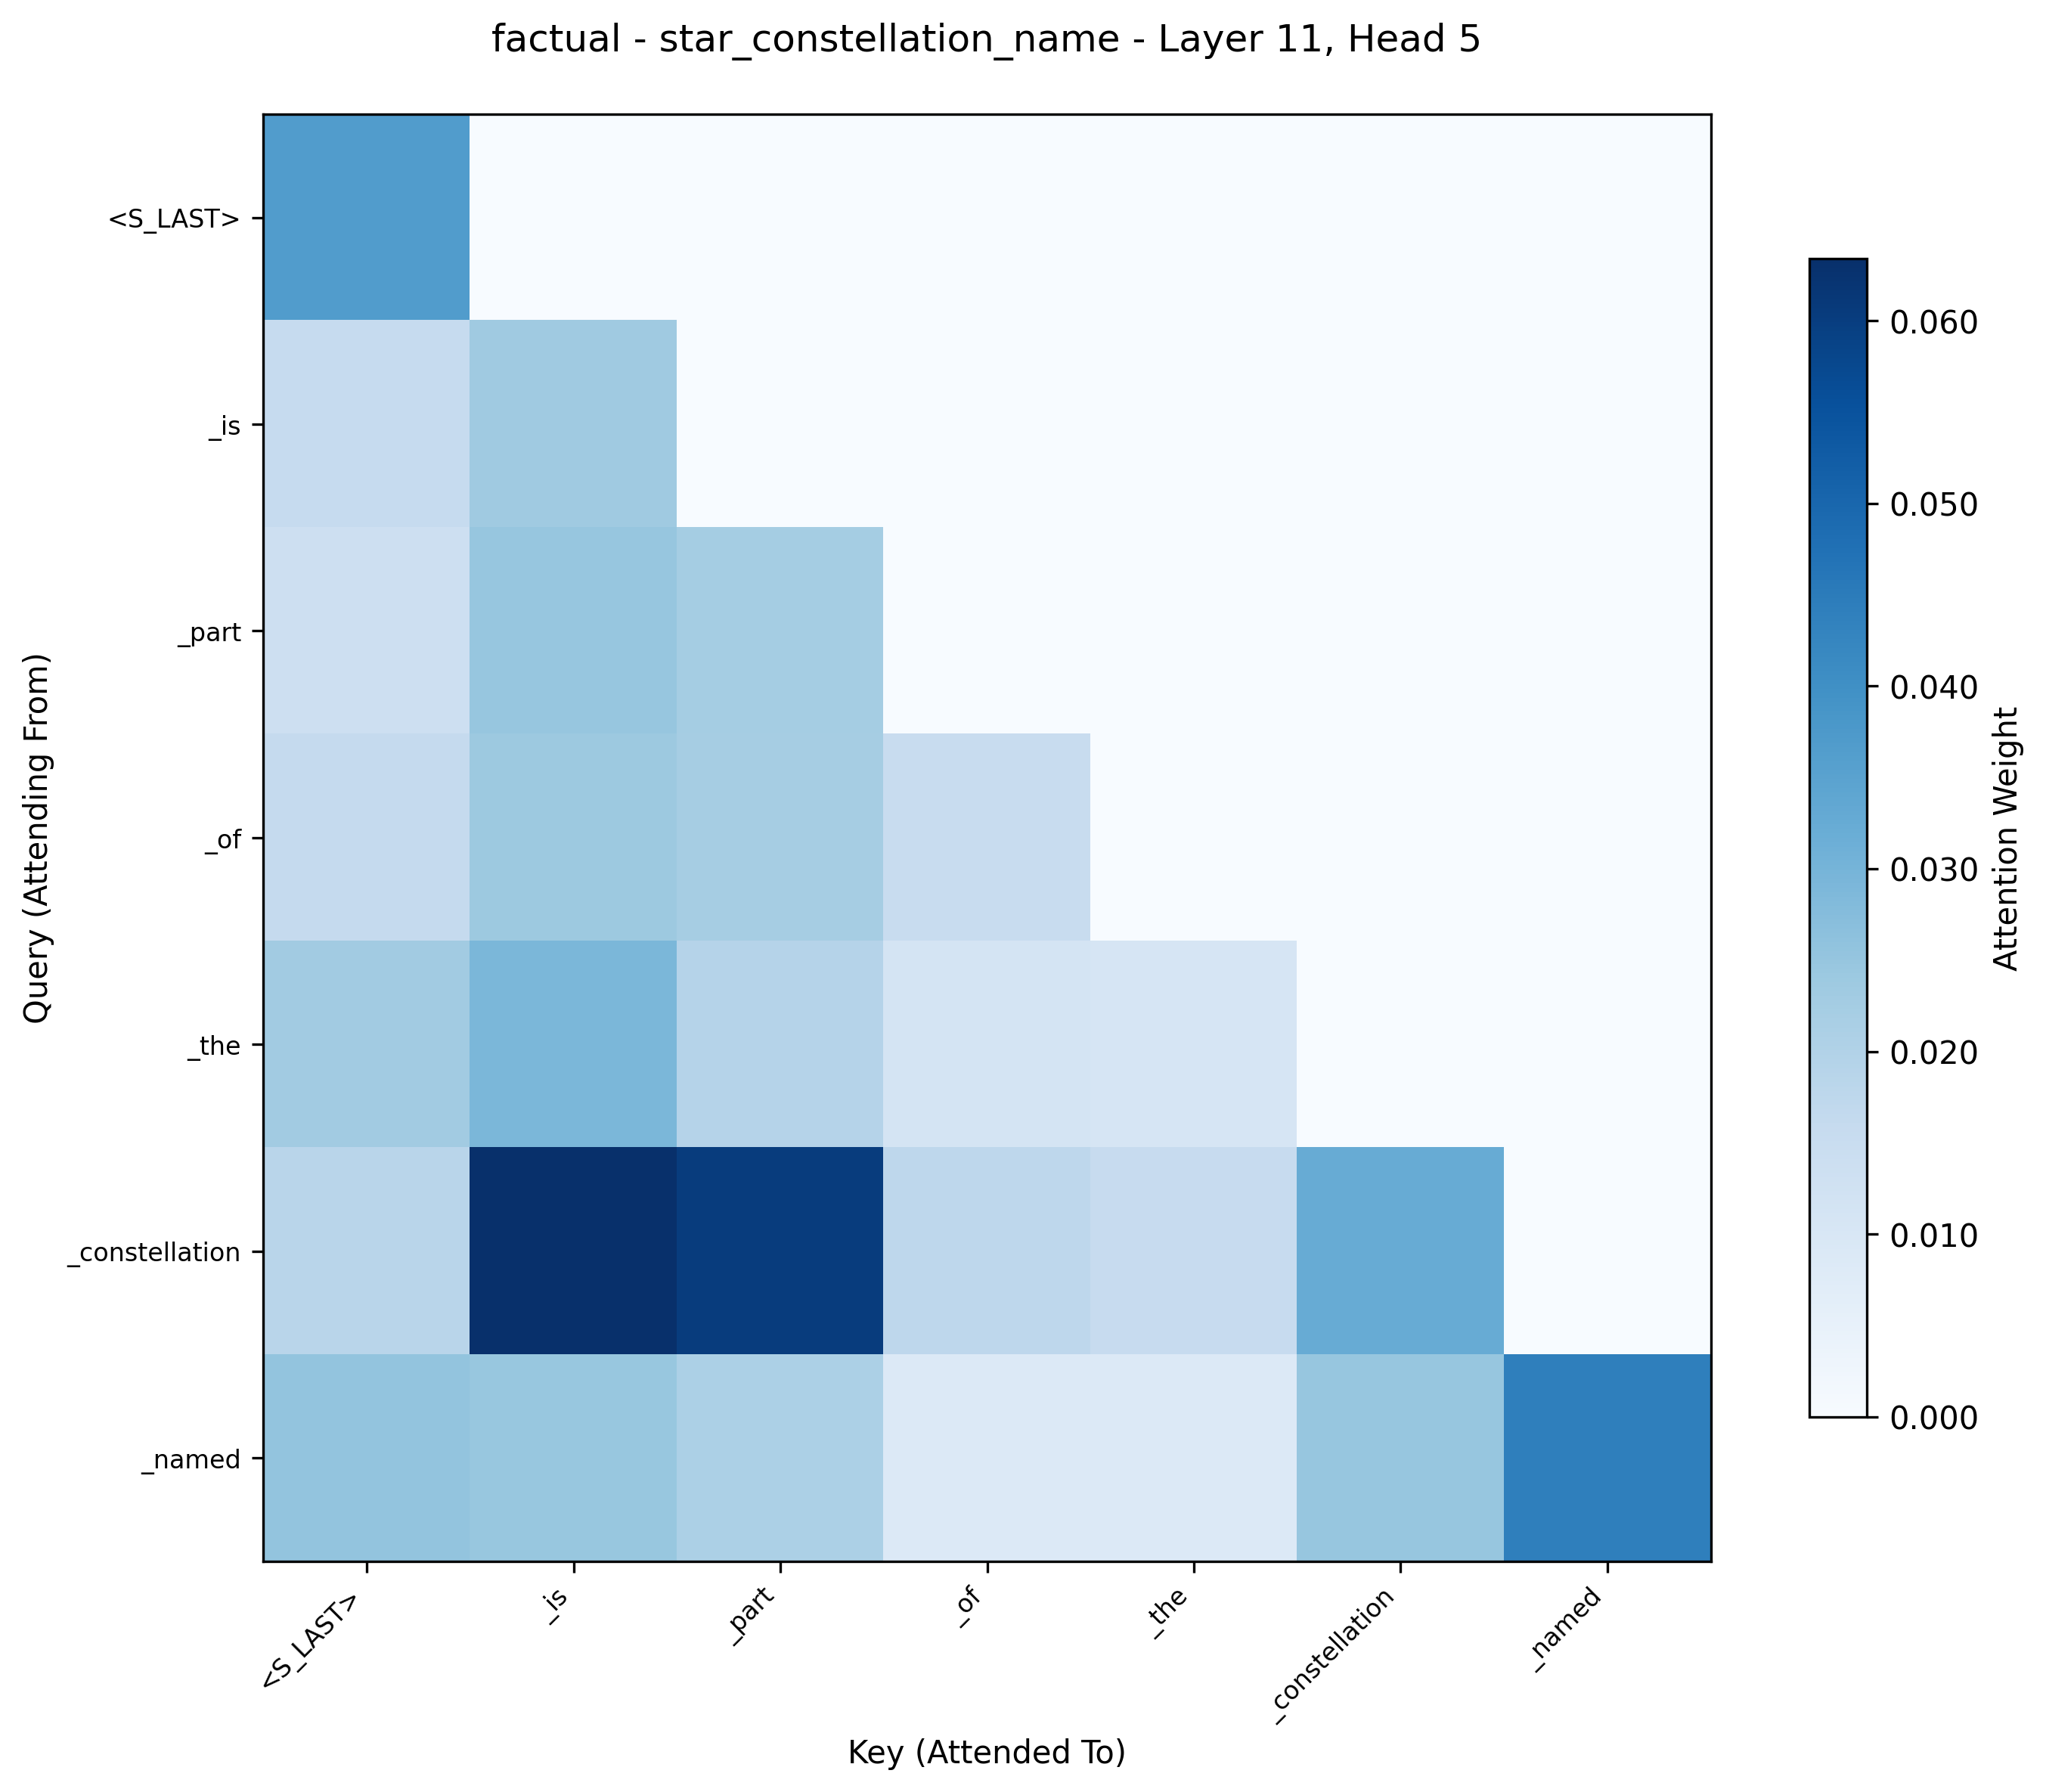 factual - star_constellation_name - Layer 11, Head 5
Query (Attending From)
<S_LAST>
_is
_part
_of
_the
_constellation
_named
<S_LAST>
_is
_part
_of
_the
_constellation
_named
Key (Attended To)
0.060
0.050
0.040
0.030
0.020
0.010
0.000
Attention Weight